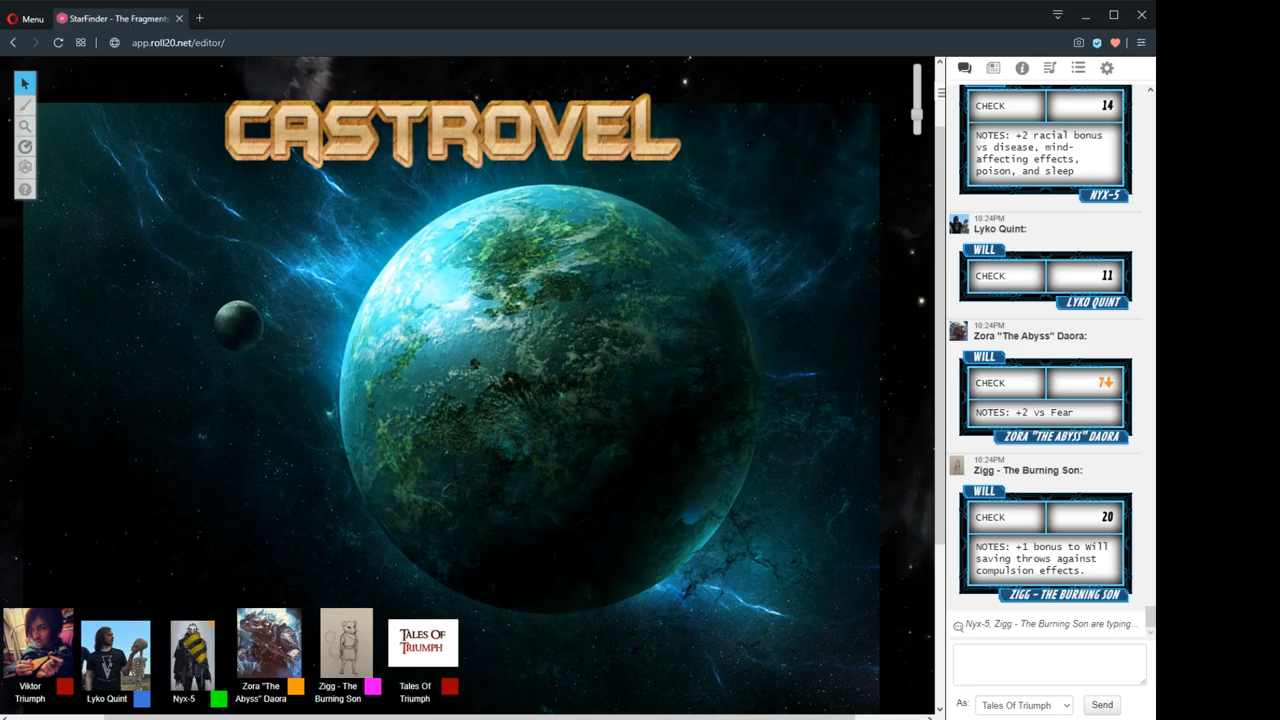 Menu
StarFinder - The Fragments
app.roll20.net/editor/
CASTROVEL
CHECK 14
NOTES: +2 racial bonus
vs disease, mind-
affecting effects,
poison, and sleep
NYX-5
10:24PM
Lyko Quint:
WILL
CHECK 11
LYKO QUINT
10:24PM
Zora "The Abyss" Daora:
WILL
CHECK 7
NOTES: +2 vs Fear
ZORA "THE ABYSS" DAORA
10:24PM
Zigg - The Burning Son:
WILL
CHECK 20
NOTES: +1 bonus to Will
saving throws against
compulsion effects.
ZIGG - THE BURNING SON
Nyx-5, Zigg - The Burning Son are typing...
As: Tales Of Triumph Send
TALES OF
TRIUMPH
Viktor
Triumph
Lyko Quint
Nyx-5
Zora "The
Abyss" Daora
Zigg - The
Burning Son
Tales Of
Triumph